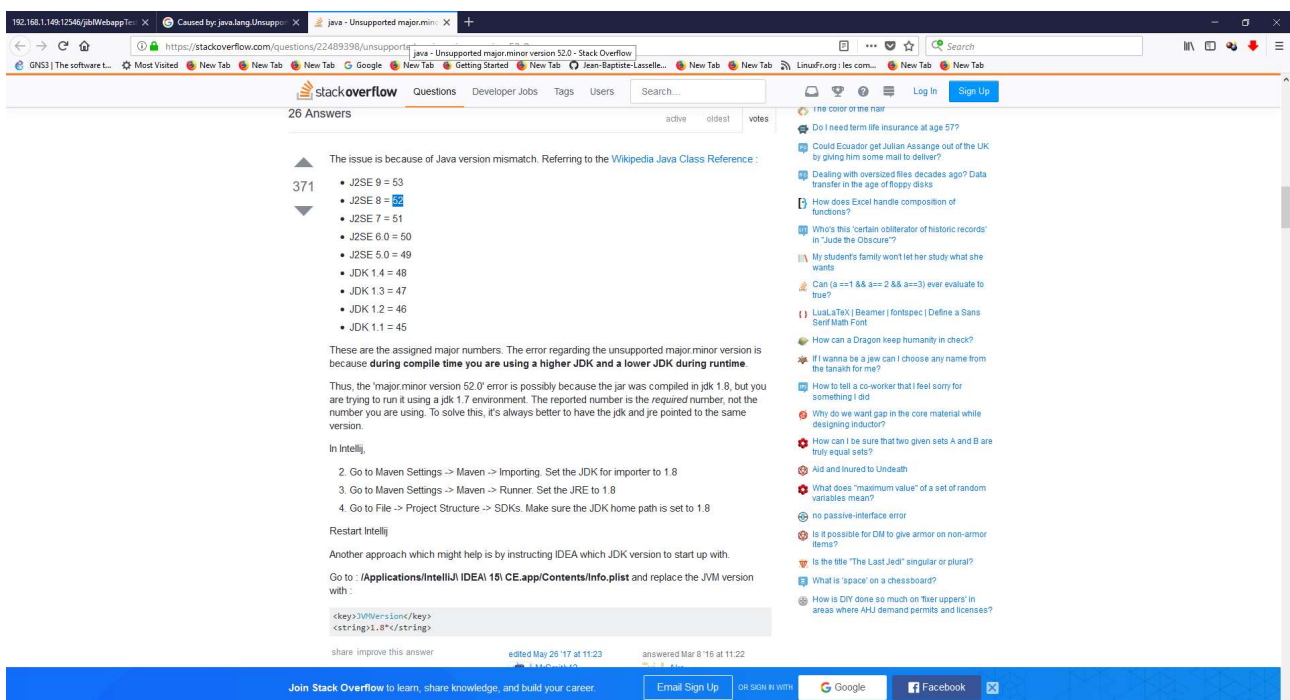 192.168.1.149:12546/jiblWebappTes
Caused by: java.lang.Unsuppor
java - Unsupported major.mino
https://stackoverflow.com/questions/22489398/unsupporte
java - Unsupported major.minor version 52.0 - Stack Overflow
Search
GNS3 | The software t...
Most Visited
New Tab
New Tab
New Tab
Google
New Tab
Getting Started
New Tab
Jean-Baptiste-Lasselle...
New Tab
New Tab
LinuxFr.org : les com...
New Tab
New Tab
stackoverflow
Questions
Developer Jobs
Tags
Users
Search...
Log In
Sign Up
26 Answers
active
oldest
votes
371
The issue is because of Java version mismatch. Referring to the Wikipedia Java Class Reference :
• J2SE 9 = 53
• J2SE 8 = 52
• J2SE 7 = 51
• J2SE 6.0 = 50
• J2SE 5.0 = 49
• JDK 1.4 = 48
• JDK 1.3 = 47
• JDK 1.2 = 46
• JDK 1.1 = 45
These are the assigned major numbers. The error regarding the unsupported major.minor version is
because during compile time you are using a higher JDK and a lower JDK during runtime.
Thus, the 'major.minor version 52.0' error is possibly because the jar was compiled in jdk 1.8, but you
are trying to run it using a jdk 1.7 environment. The reported number is the required number, not the
number you are using. To solve this, it's always better to have the jdk and jre pointed to the same
version.
In Intellij,
2. Go to Maven Settings -> Maven -> Importing. Set the JDK for importer to 1.8
3. Go to Maven Settings -> Maven -> Runner. Set the JRE to 1.8
4. Go to File -> Project Structure -> SDKs. Make sure the JDK home path is set to 1.8
Restart Intellij
Another approach which might help is by instructing IDEA which JDK version to start up with.
Go to : /Applications/IntelliJ\ IDEA\ 15\ CE.app/Contents/Info.plist and replace the JVM version
with :
<key>JVMVersion</key>
<string>1.8*</string>
share improve this answer
edited May 26 '17 at 11:23
answered Mar 8 '16 at 11:22
The color of the hair
Do I need term life insurance at age 57?
Could Ecuador get Julian Assange out of the UK
by giving him some mail to deliver?
Dealing with oversized files decades ago? Data
transfer in the age of floppy disks
How does Excel handle composition of
functions?
Who's this 'certain obliterator of historic records'
in "Jude the Obscure"?
My student's family won't let her study what she
wants
Can (a ==1 && a== 2 && a==3) ever evaluate to
true?
LuaLaTeX | Beamer | fontspec | Define a Sans
Serif Math Font
How can a Dragon keep humanity in check?
If I wanna be a jew can I choose any name from
the tanakh for me?
How to tell a co-worker that I feel sorry for
something I did
Why do we want gap in the core material while
designing inductor?
How can I be sure that two given sets A and B are
truly equal sets?
Aid and Inured to Undeath
What does "maximum value" of a set of random
variables mean?
no passive-interface error
Is it possible for DM to give armor on non-armor
items?
Is the title "The Last Jedi" singular or plural?
What is 'space' on a chessboard?
How is DIY done so much on 'fixer uppers' in
areas where AHJ demand permits and licenses?
Join Stack Overflow to learn, share knowledge, and build your career.
Email Sign Up
OR SIGN IN WITH
Google
Facebook